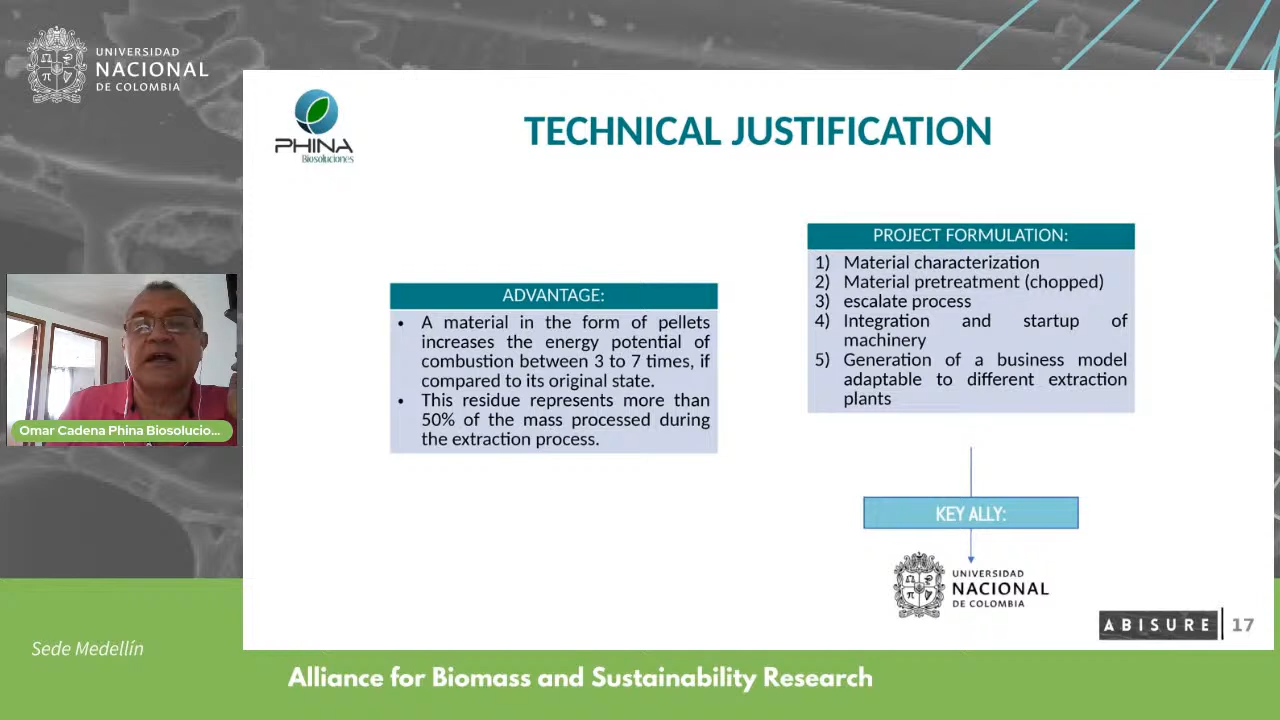 UNIVERSIDAD
NACIONAL
DE COLOMBIA
PHINA
Biosoluciones
TECHNICAL JUSTIFICATION
ADVANTAGE:
• A material in the form of pellets
increases the energy potential of
combustion between 3 to 7 times, if
compared to its original state.
• This residue represents more than
50% of the mass processed during
the extraction process.
PROJECT FORMULATION:
1) Material characterization
2) Material pretreatment (chopped)
3) escalate process
4) Integration and startup of
machinery
5) Generation of a business model
adaptable to different extraction
plants
KEY ALLY:
UNIVERSIDAD
NACIONAL
DE COLOMBIA
ABISURE
17
Omar Cadena Phina Biosolucio...
Sede Medellín
Alliance for Biomass and Sustainability Research